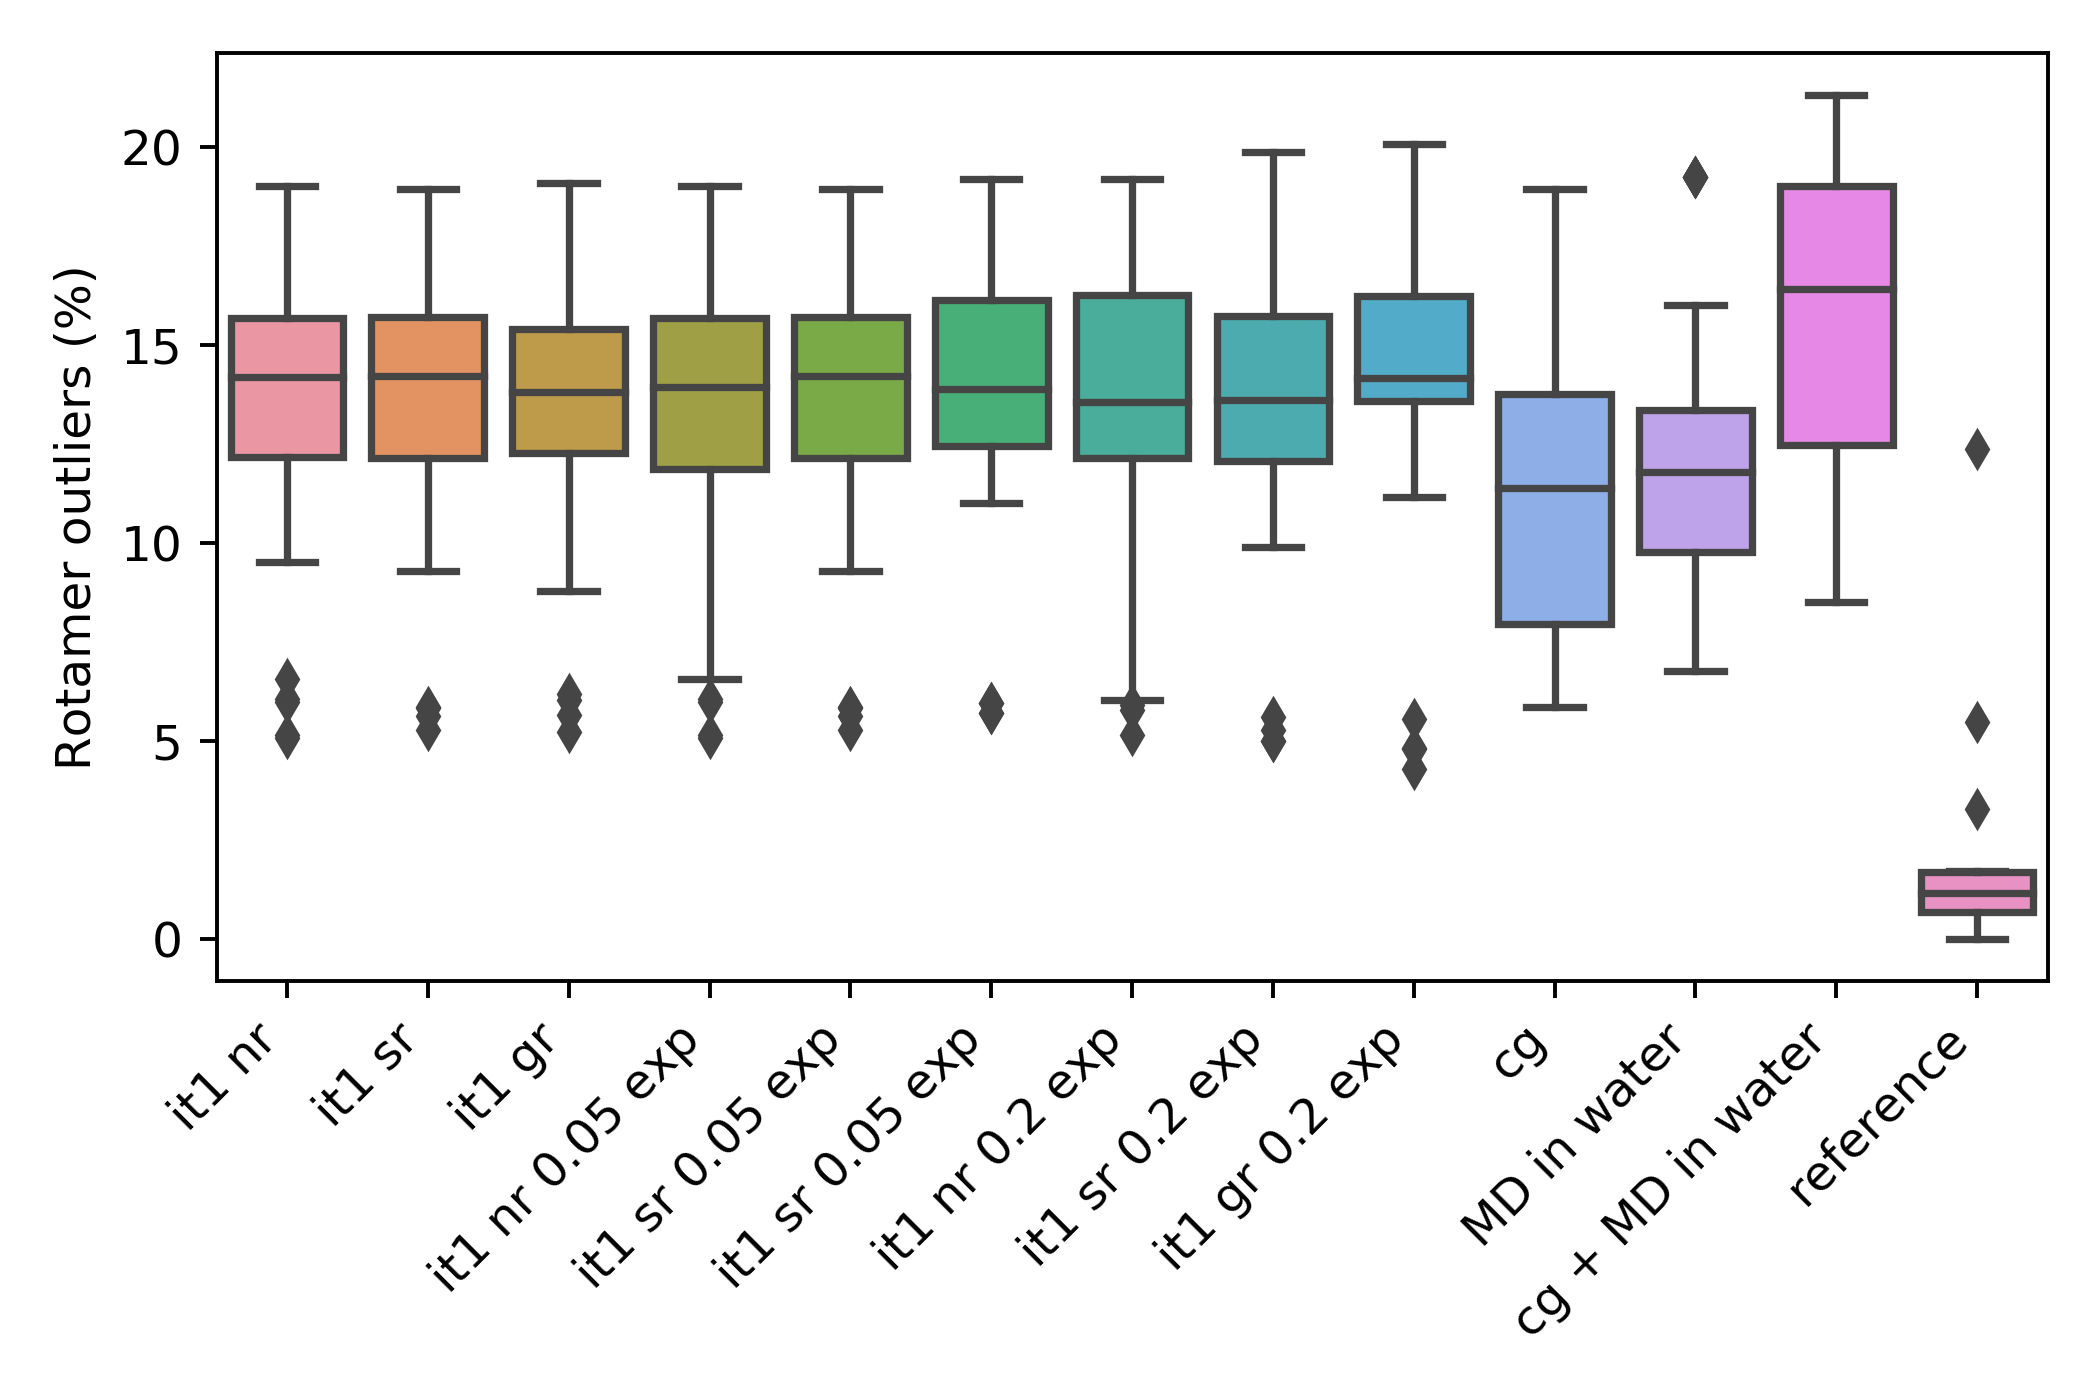 Rotamer outliers (%)
20
15
10
5
0
it1 nr
it1 sr
it1 gr
it1 nr 0.05 exp
it1 sr 0.05 exp
it1 sr 0.05 exp
it1 nr 0.2 exp
it1 sr 0.2 exp
it1 gr 0.2 exp
cg
MD in water
cg + MD in water
reference